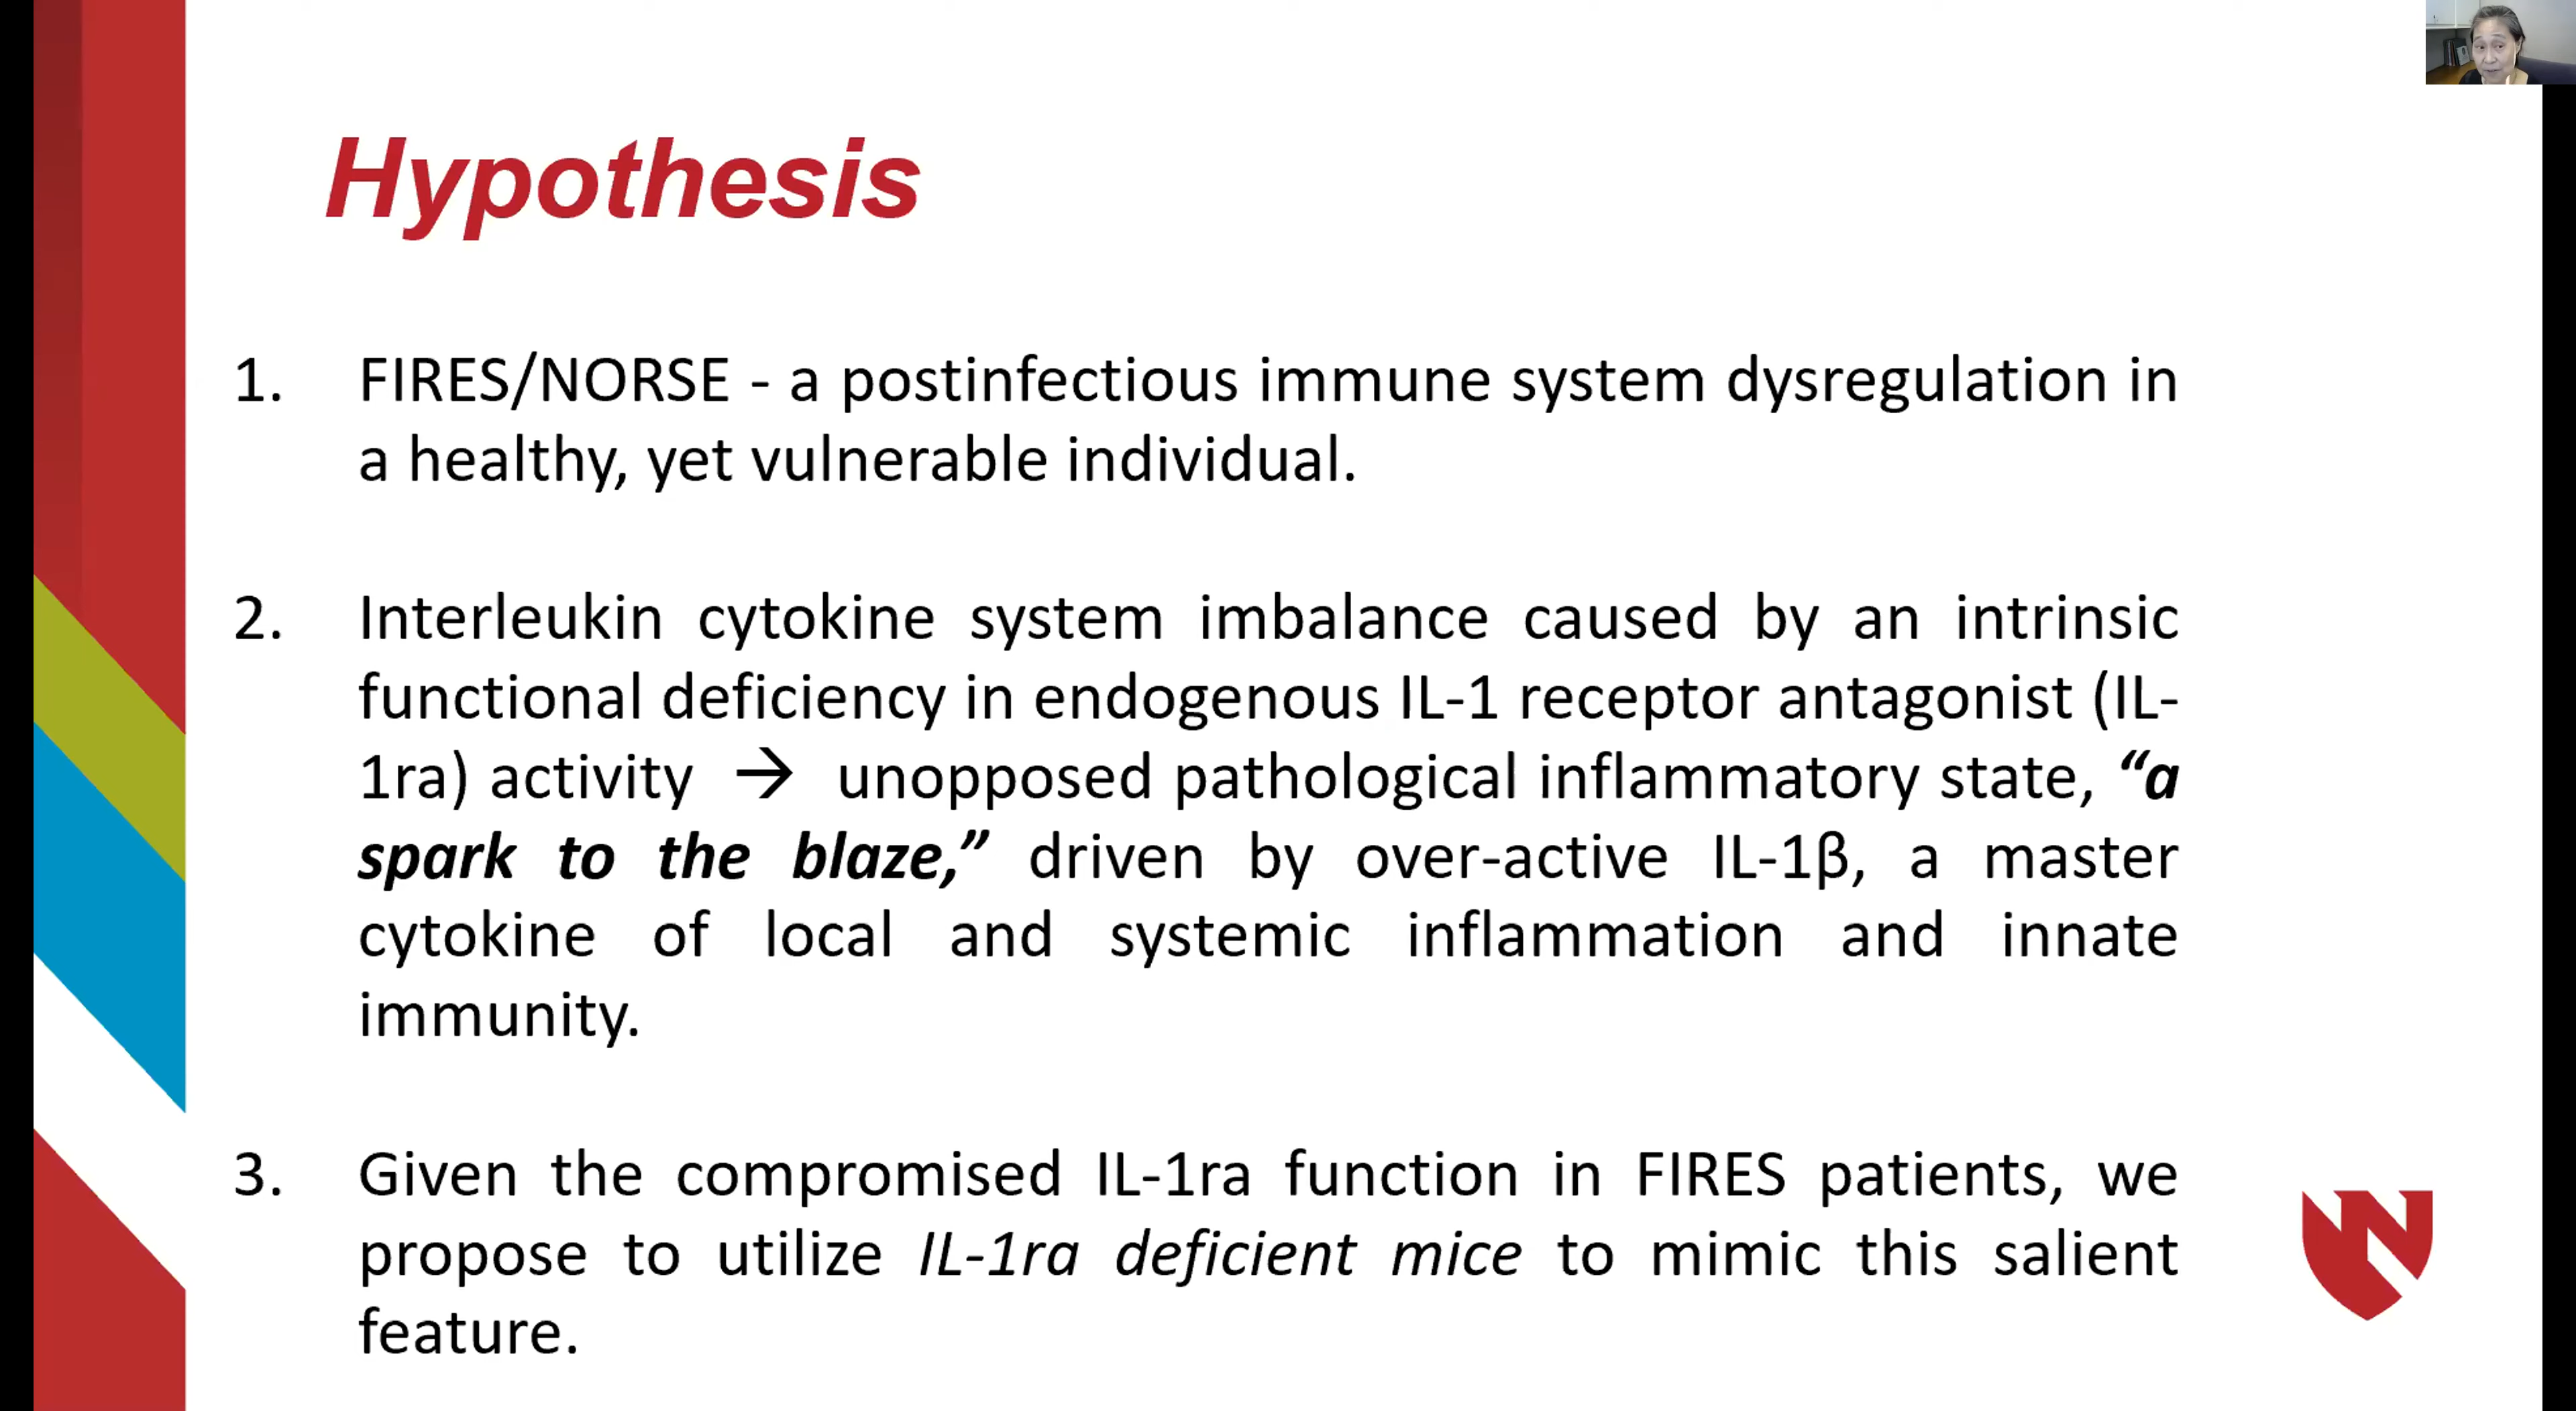 Hypothesis
1. FIRES/NORSE - a postinfectious immune system dysregulation in
a healthy, yet vulnerable individual.
2. Interleukin cytokine system imbalance caused by an intrinsic
functional deficiency in endogenous IL-1 receptor antagonist (IL-
1ra) activity → unopposed pathological inflammatory state, “a
spark to the blaze,” driven by over-active IL-1β, a master
cytokine of local and systemic inflammation and innate
immunity.
3. Given the compromised IL-1ra function in FIRES patients, we
propose to utilize IL-1ra deficient mice to mimic this salient
feature.